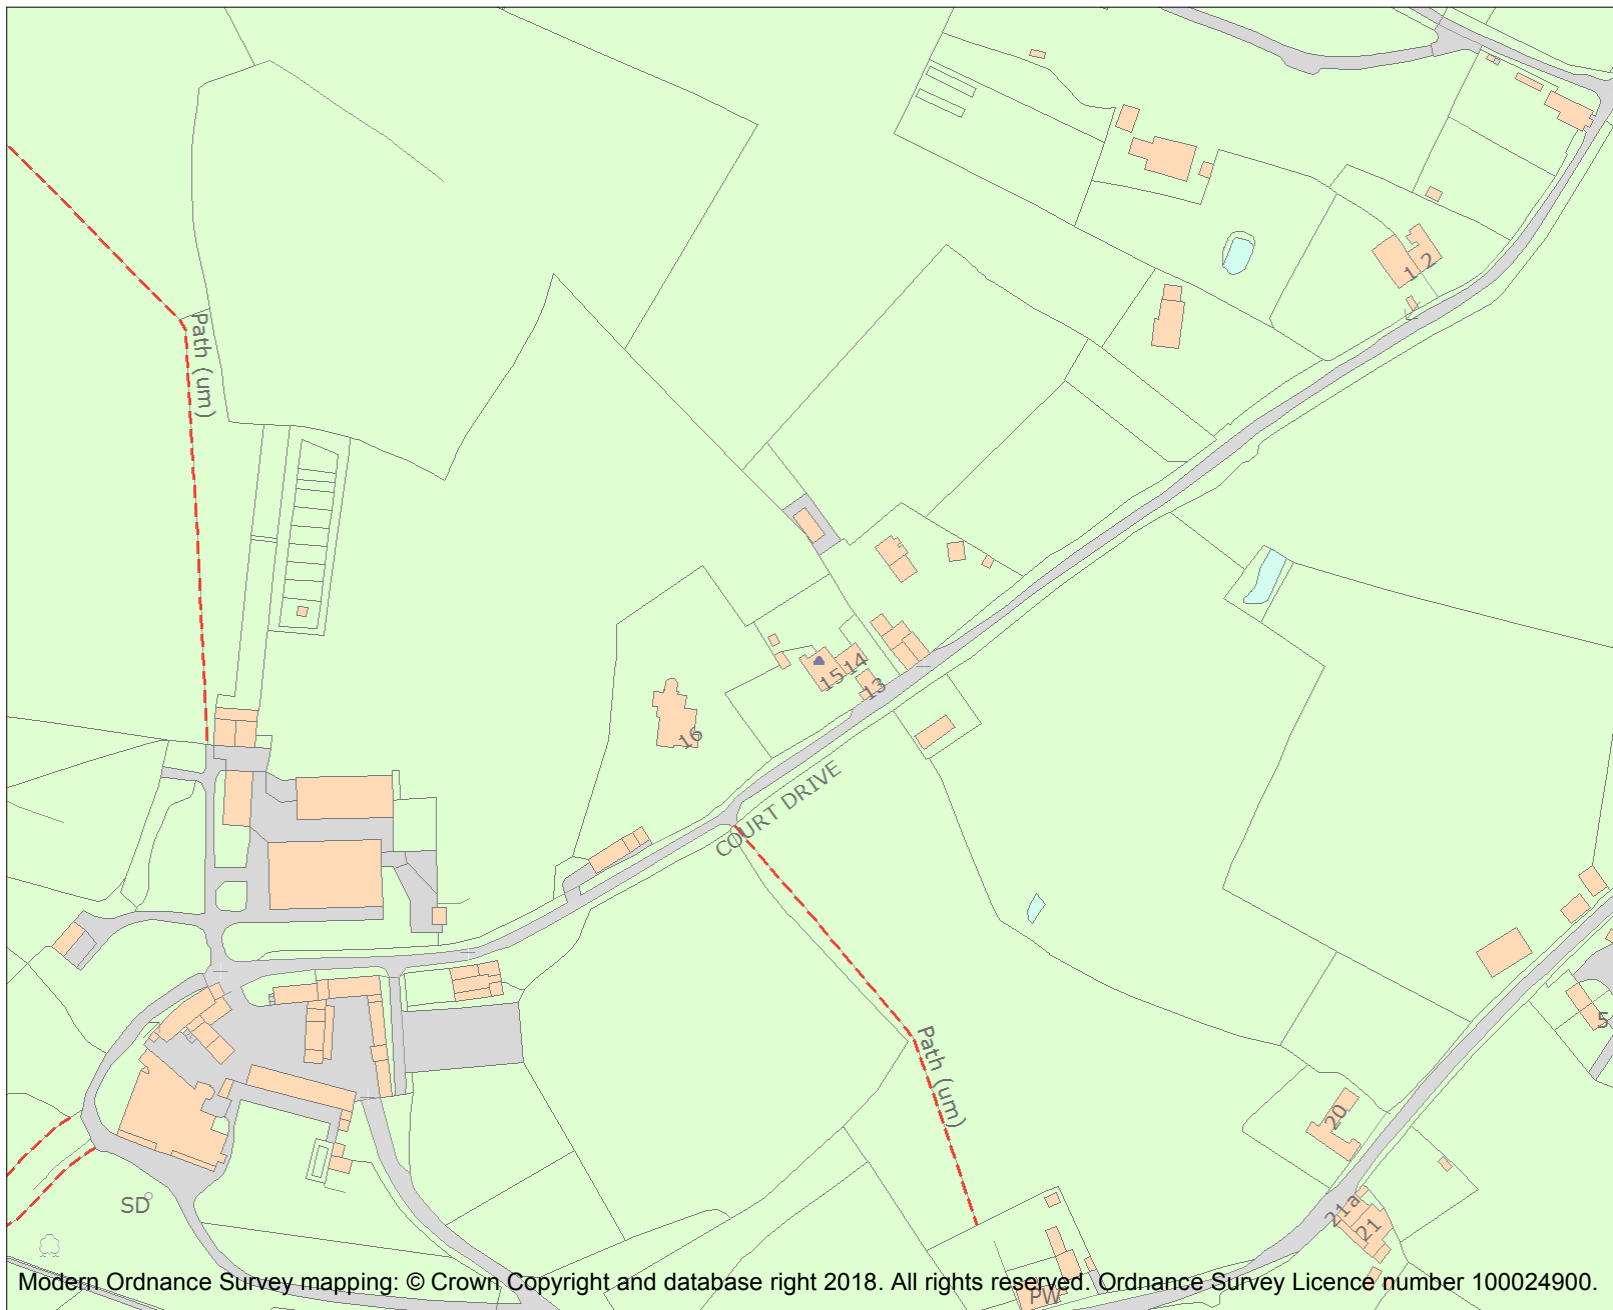 1 2
Path (um)
15
14
13
16
COURT DRIVE
Path (um)
5
20
SD
21a
21
PW
Modern Ordnance Survey mapping: © Crown Copyright and database right 2018. All rights reserved. Ordnance Survey Licence number 100024900.